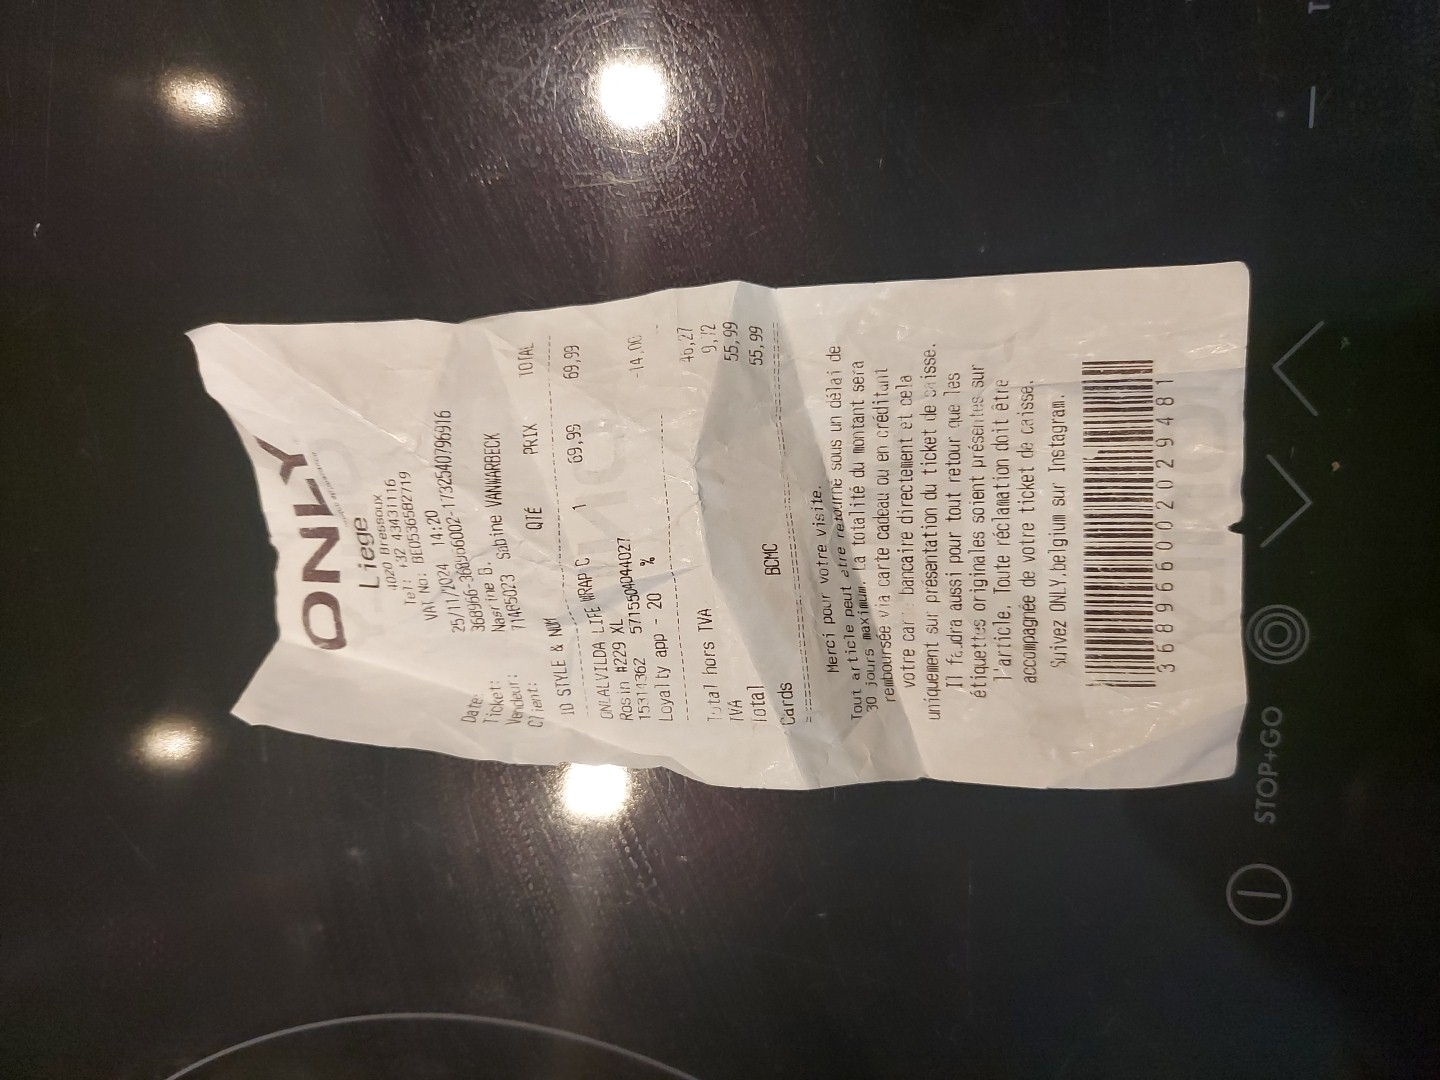 ONLY
Liege
4020 Bressoux
Tel: +32 43431116
VAT No: BE0536582719
Date: 25/11/2024 14:20
Ticket: 3689660002-1732540796916
Vendeur: Nasrine B.
Client: 7145023 Sabine VANWARBECK
ID STYLE & NUM QTÉ PRIX TOTAL
ONLALVILDA LIFE WRAP C 1 69,99 69,99
Rosin #229 XL
15311362 5715504044027
Loyalty app - 20 % -14,00
Total hors TVA 46,27
TVA 9,72
Total 55,99
Cards BCMC 55,99
Merci pour votre visite.
Tout article peut etre retourné sous un délai de
30 jours maximum. La totalité du montant sera
remboursée via carte cadeau ou en créditant
votre carte bancaire directement et cela
uniquement sur présentation du ticket de caisse.
Il faudra aussi pour tout retour que les
étiquettes originales soient présentes sur
l'article. Toute réclamation doit être
accompagnée de votre ticket de caisse.
Suivez ONLY.belgium sur Instagram.
368966002029481
STOP+GO